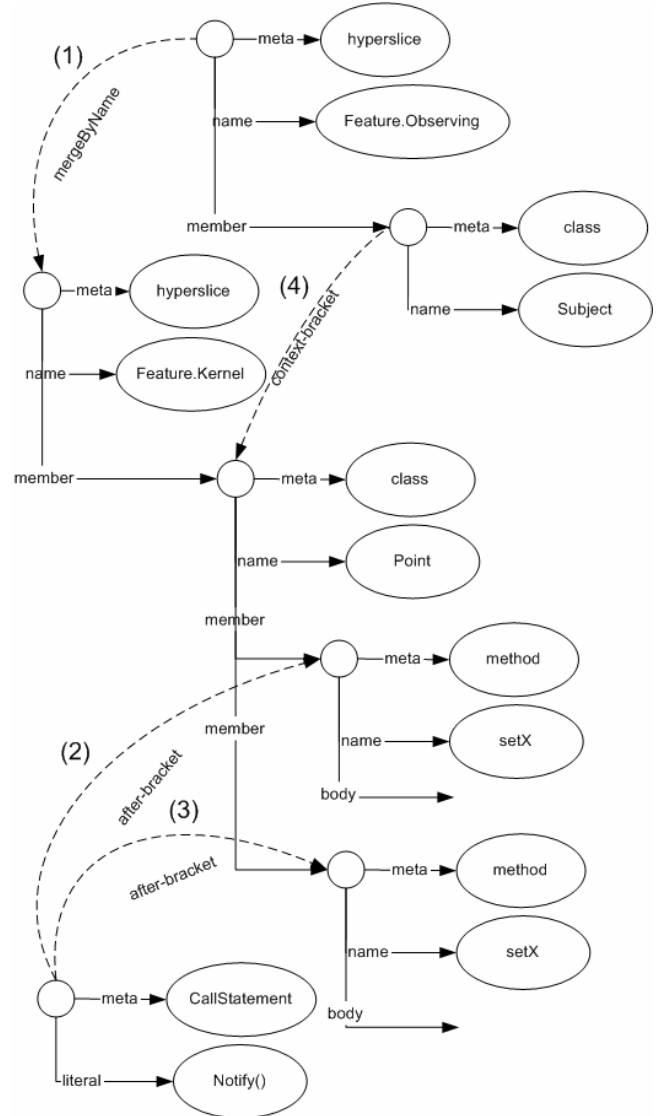 (1)
meta
hyperslice
mergeByName
name
Feature.Observing
member
meta
class
meta
hyperslice
(4)
context-bracket
name
Subject
name
Feature.Kernel
member
meta
class
name
Point
member
meta
method
(2)
member
name
setX
after-bracket
body
(3)
after-bracket
meta
method
name
setX
meta
CallStatement
body
literal
Notify()